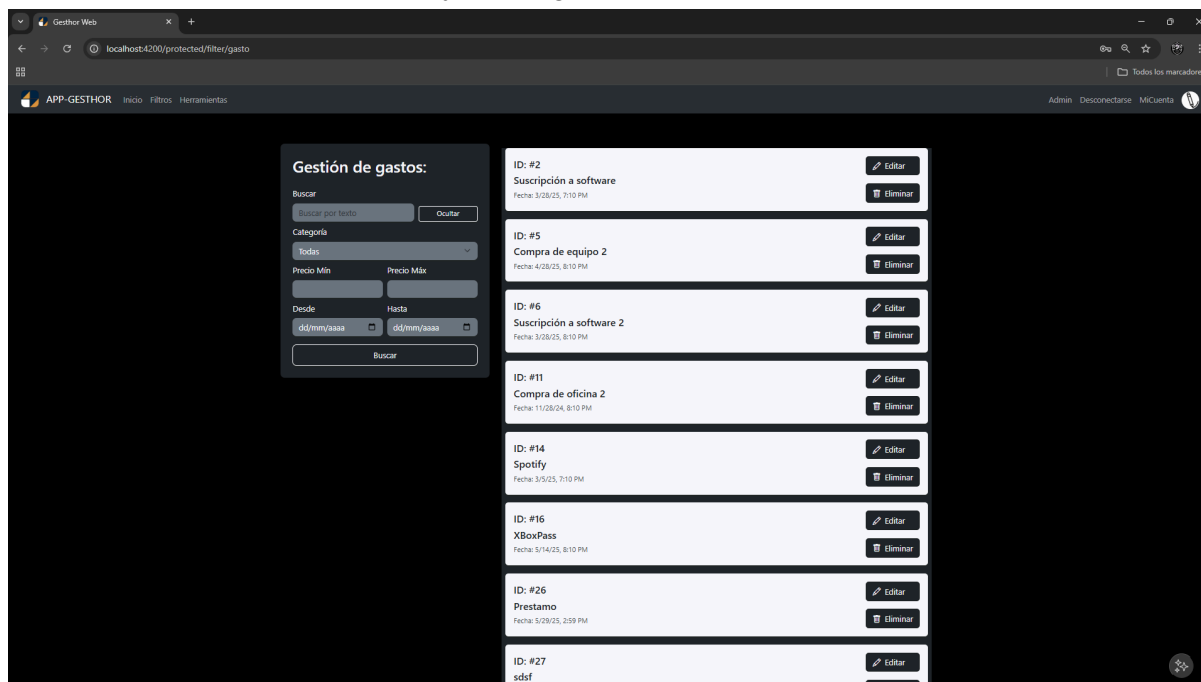 Gesthor Web
localhost:4200/protected/filter/gasto
Todos los marcadores
APP-GESTHOR Inicio Filtros Herramientas Admin Desconectarse MiCuenta
Gestión de gastos:
Buscar
Buscar por texto Ocultar
Categoría
Todas
Precio Mín Precio Máx
Desde Hasta
dd/mm/aaaa dd/mm/aaaa
Buscar
ID: #2
Suscripción a software
Fecha: 3/28/25, 7:10 PM
Editar
Eliminar
ID: #5
Compra de equipo 2
Fecha: 4/28/25, 8:10 PM
Editar
Eliminar
ID: #6
Suscripción a software 2
Fecha: 3/28/25, 8:10 PM
Editar
Eliminar
ID: #11
Compra de oficina 2
Fecha: 11/28/24, 8:10 PM
Editar
Eliminar
ID: #14
Spotify
Fecha: 3/5/25, 7:10 PM
Editar
Eliminar
ID: #16
XBoxPass
Fecha: 5/14/25, 8:10 PM
Editar
Eliminar
ID: #26
Prestamo
Fecha: 5/29/25, 2:59 PM
Editar
Eliminar
ID: #27
sdsf
Editar